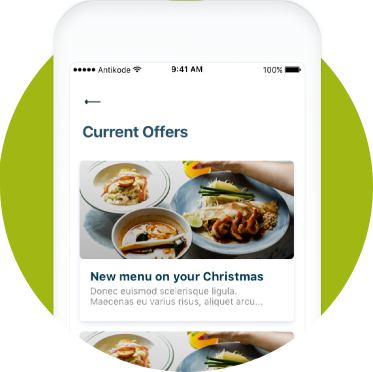 ●●●●● Antikode 9:41 AM 100%
Current Offers
New menu on your Christmas
Donec euismod scelerisque ligula.
Maecenas eu varius risus, aliquet arcu...